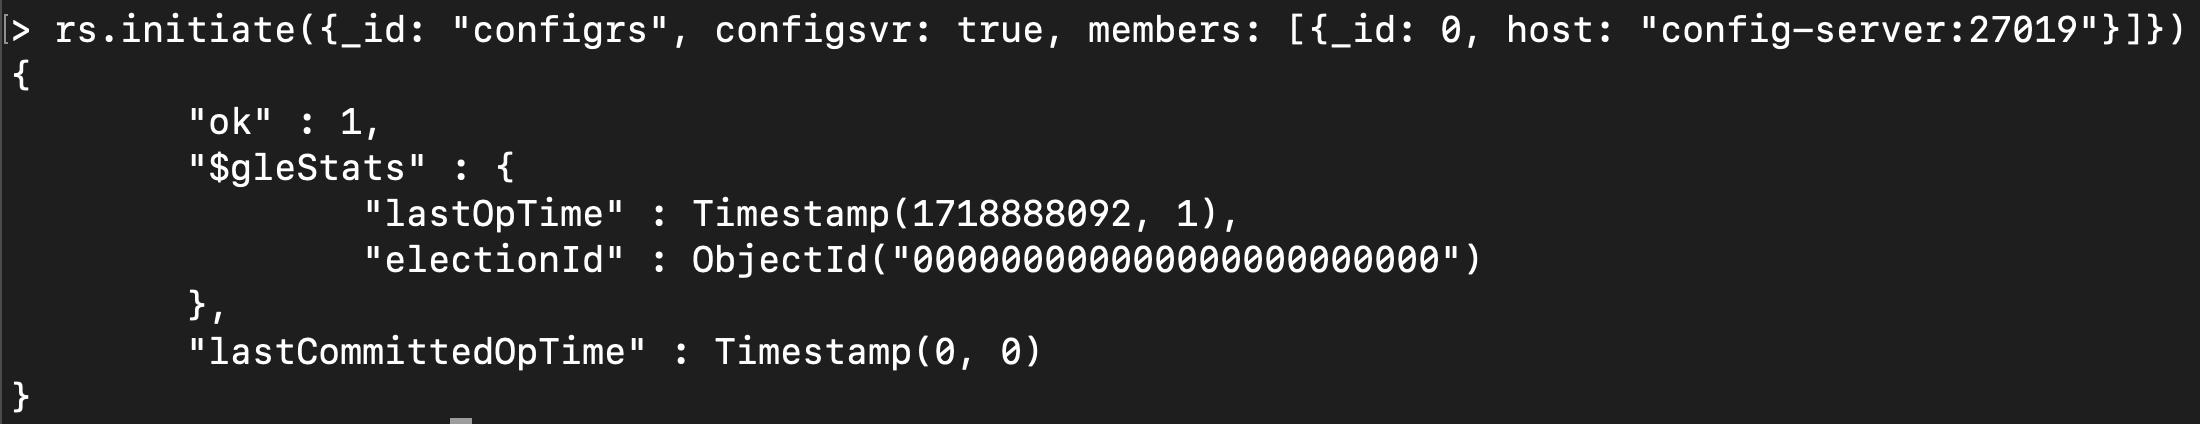 [> rs.initiate({_id: "configrs", configsvr: true, members: [{_id: 0, host: "config-server:27019"}]})
{
        "ok" : 1,
        "$gleStats" : {
                "lastOpTime" : Timestamp(1718888092, 1),
                "electionId" : ObjectId("000000000000000000000000")
        },
        "lastCommittedOpTime" : Timestamp(0, 0)
}